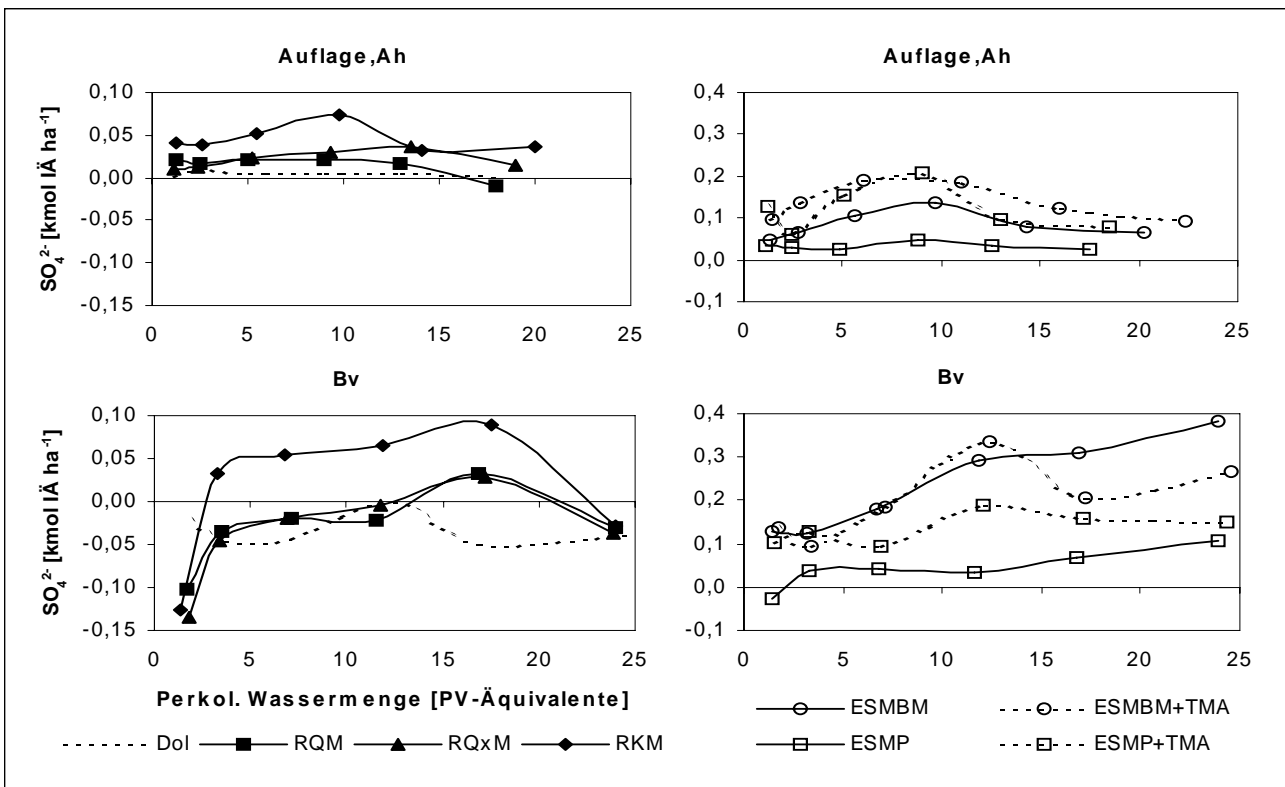 Auflage,Ah
SO₄²⁻ [kmol IÄ ha⁻¹]
0,10
0,05
0,00
-0,05
-0,10
-0,15
0 5 10 15 20 25
Auflage,Ah
0,4
0,3
0,2
0,1
0,0
-0,1
0 5 10 15 20 25
Bv
SO₄²⁻ [kmol IÄ ha⁻¹]
0,10
0,05
0,00
-0,05
-0,10
-0,15
0 5 10 15 20 25
Perkol. Wassermenge [PV-Äquivalente]
Bv
0,4
0,3
0,2
0,1
0,0
-0,1
0 5 10 15 20 25
Dol RQM RQxM RKM
ESMBM ESMBM+TMA
ESMP ESMP+TMA